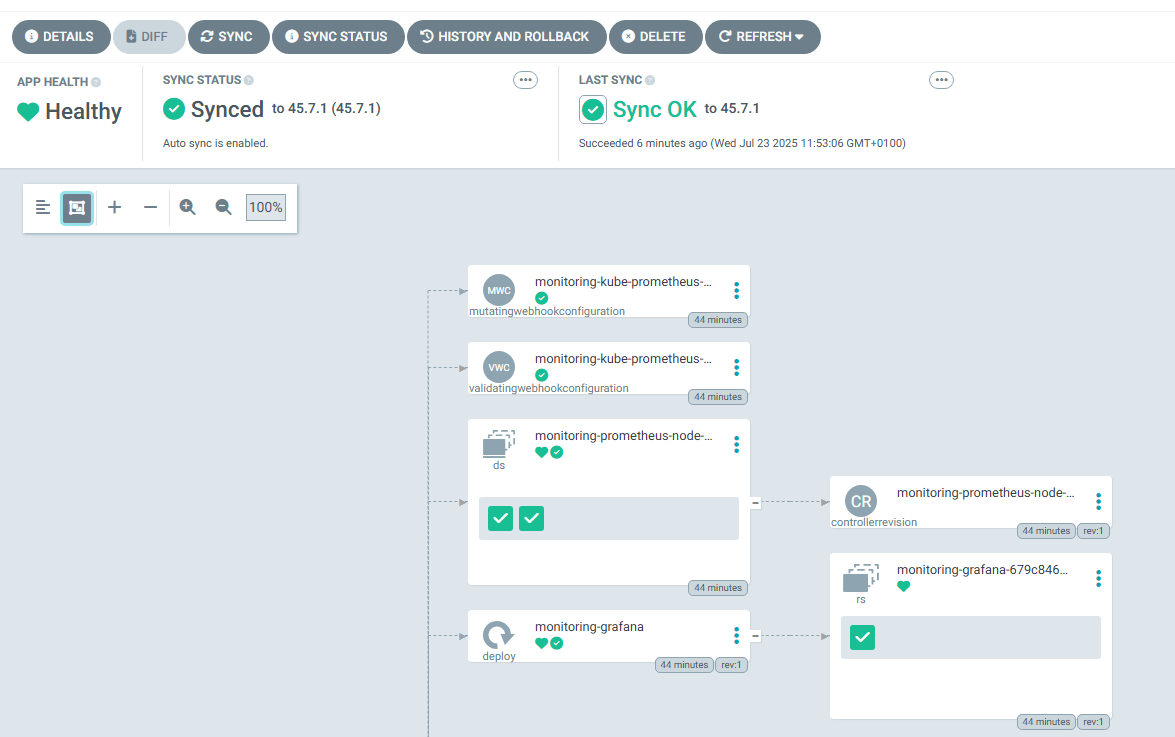 DETAILS DIFF SYNC SYNC STATUS HISTORY AND ROLLBACK DELETE REFRESH
APP HEALTH
Healthy
SYNC STATUS
Synced to 45.7.1 (45.7.1)
Auto sync is enabled.
LAST SYNC
Sync OK to 45.7.1
Succeeded 6 minutes ago (Wed Jul 23 2025 11:53:06 GMT+0100)
100%
MWC
monitoring-kube-prometheus-...
mutatingwebhookconfiguration
44 minutes
VWC
monitoring-kube-prometheus-...
validatingwebhookconfiguration
44 minutes
monitoring-prometheus-node-...
ds
44 minutes
CR
monitoring-prometheus-node-...
controllerrevision
44 minutes rev:1
monitoring-grafana
deploy
44 minutes rev:1
monitoring-grafana-679c846...
rs
44 minutes rev:1